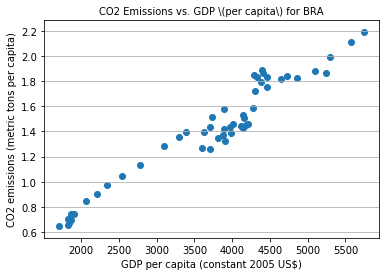 CO2 Emissions vs. GDP \(per capita\) for BRA
CO2 emissions (metric tons per capita)
2.2
2.0
1.8
1.6
1.4
1.2
1.0
0.8
0.6
2000 2500 3000 3500 4000 4500 5000 5500
GDP per capita (constant 2005 US$)